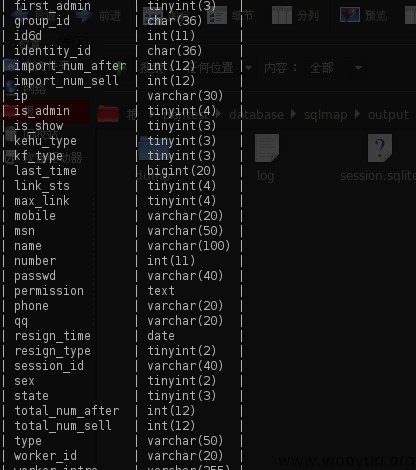 | first_admin | tinyint(3) |
| group_id | char(36) |
| id6d | int(11) |
| identity_id | char(36) |
| import_num_after | int(12) |
| import_num_sell | int(12) |
| ip | varchar(30) |
| is_admin | tinyint(4) |
| is_show | tinyint(3) |
| kehu_type | tinyint(3) |
| kf_type | tinyint(3) |
| last_time | bigint(20) |
| link_sts | tinyint(4) |
| max_link | tinyint(4) |
| mobile | varchar(20) |
| msn | varchar(50) |
| name | varchar(100) |
| number | int(11) |
| passwd | varchar(40) |
| permission | text |
| phone | varchar(20) |
| qq | varchar(20) |
| resign_time | date |
| resign_type | tinyint(2) |
| session_id | varchar(40) |
| sex | tinyint(2) |
| state | tinyint(3) |
| total_num_after | int(12) |
| total_num_sell | int(12) |
| type | varchar(50) |
| worker_id | varchar(20) |
| worker_intro | varchar(255) |
前进
细节
分列
预览
位置
内容：
全部
网络
database
sqlmap
output
log
session.sqlite
www.wooyun.org